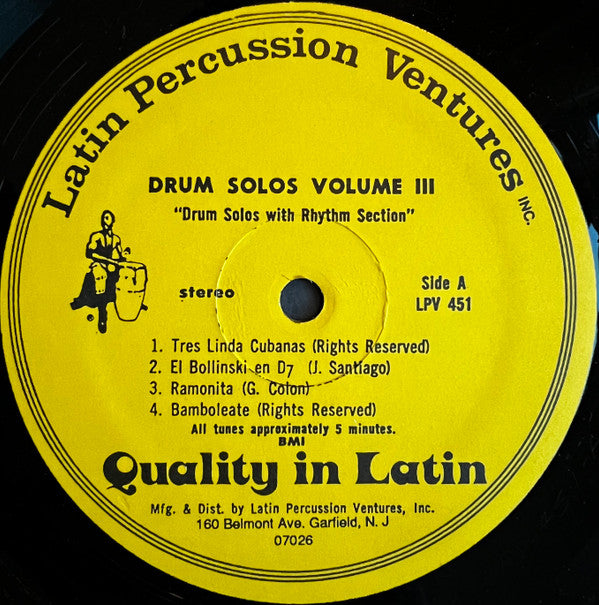 Latin Percussion Ventures INC.
DRUM SOLOS VOLUME III
"Drum Solos with Rhythm Section"
stereo
Side A
LPV 451
1. Tres Linda Cubanas (Rights Reserved)
2. El Bollinski en D7 (J. Santiago)
3. Ramonita (G. Colon)
4. Bamboleate (Rights Reserved)
All tunes approximately 5 minutes.
BMI
Quality in Latin
Mfg. & Dist. by Latin Percussion Ventures, Inc.
160 Belmont Ave. Garfield, N. J
07026